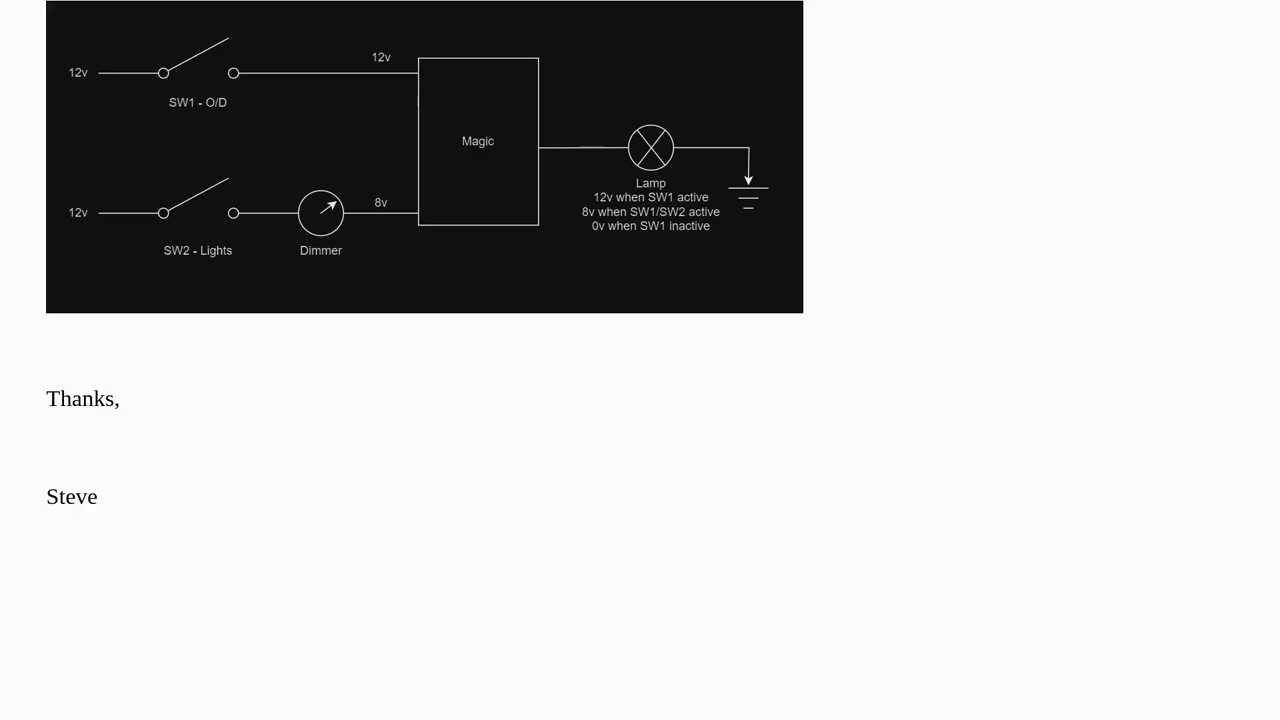 12v
12v
SW1 - O/D
Magic
Lamp
12v when SW1 active
8v when SW1/SW2 active
0v when SW1 inactive
12v
8v
SW2 - Lights
Dimmer
Thanks,
Steve